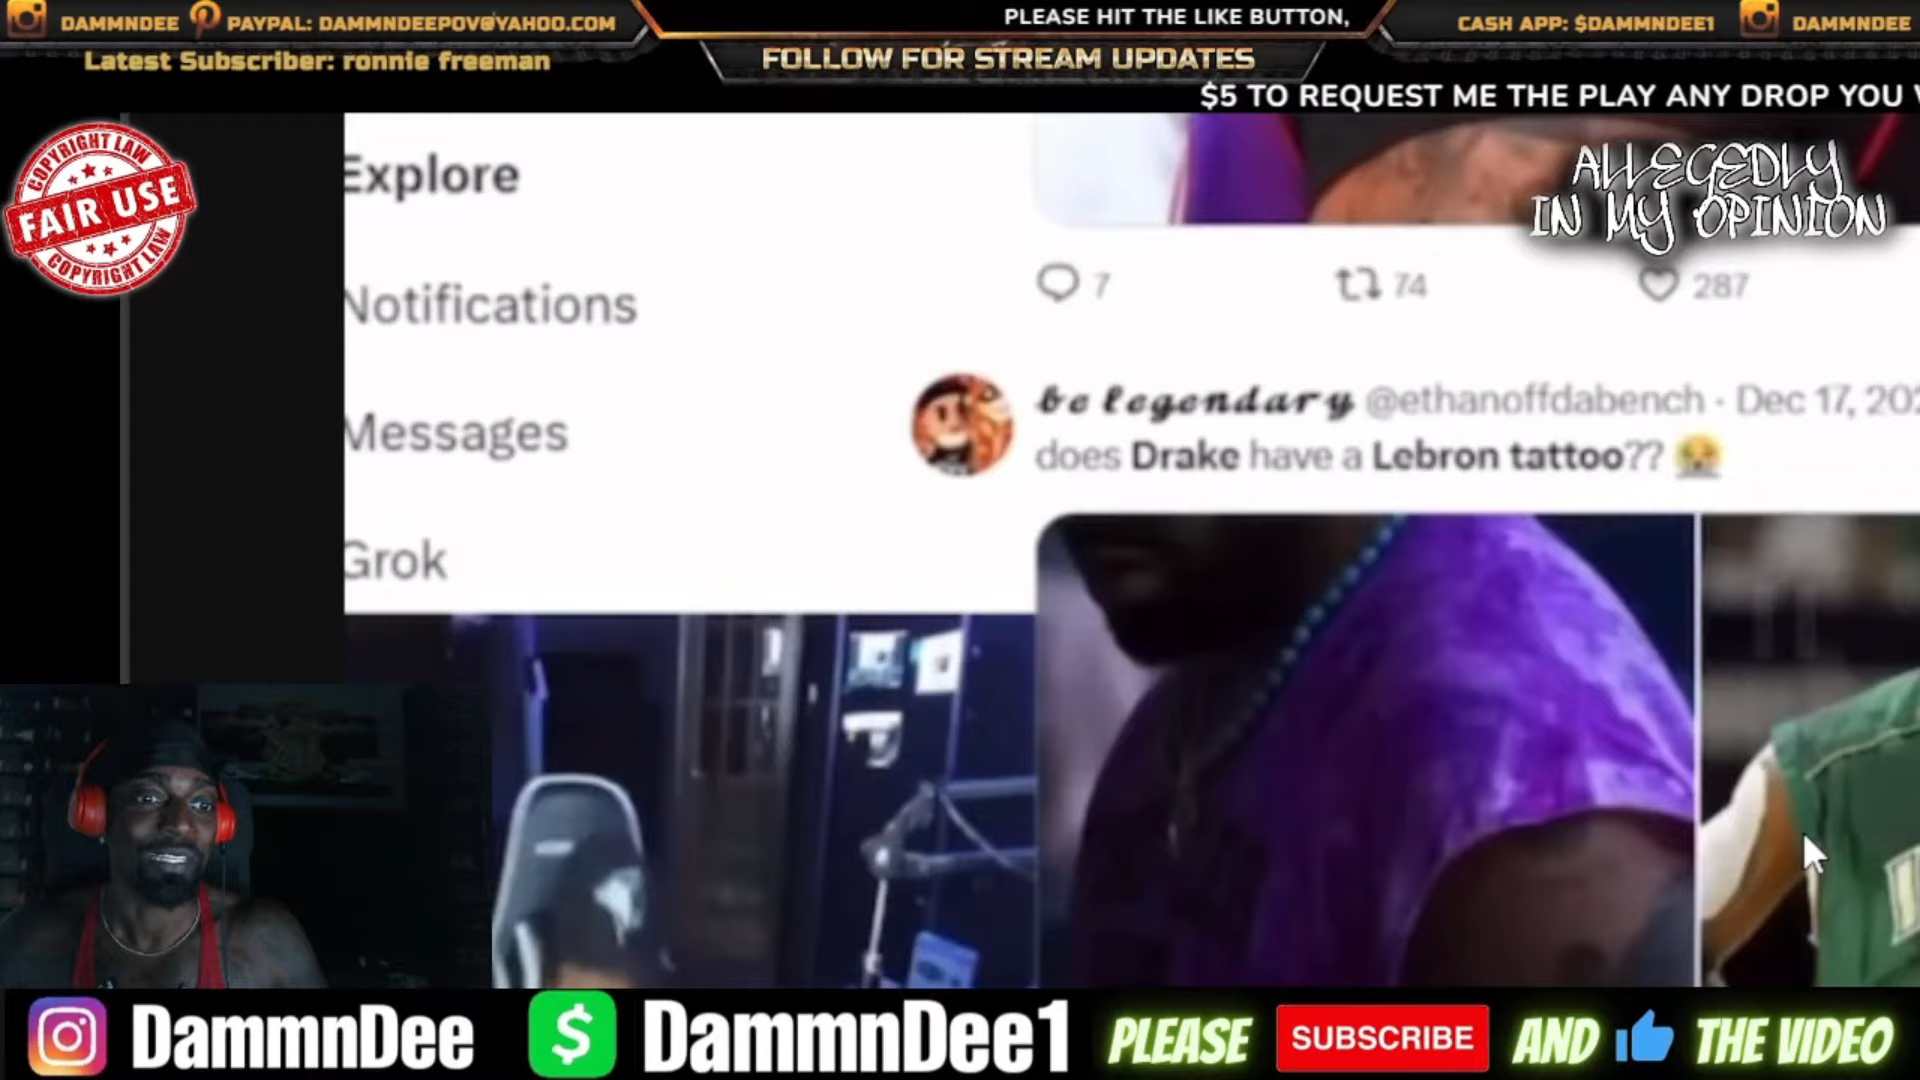 DAMMNDEE
PAYPAL: DAMMNDEEPOV@YAHOO.COM
PLEASE HIT THE LIKE BUTTON,
CASH APP: $DAMMNDEE1
DAMMNDEE
Latest Subscriber: ronnie freeman
FOLLOW FOR STREAM UPDATES
$5 TO REQUEST ME THE PLAY ANY DROP YOU
COPYRIGHT LAW
FAIR USE
COPYRIGHT LAW
ALLEGEDLY
IN MY OPINION
Explore
Notifications
Messages
Grok
7 74 287
be legendary @ethanoffdabench · Dec 17, 202
does Drake have a Lebron tattoo?? 😭
DammnDee
$ DammnDee1
PLEASE SUBSCRIBE AND THE VIDEO